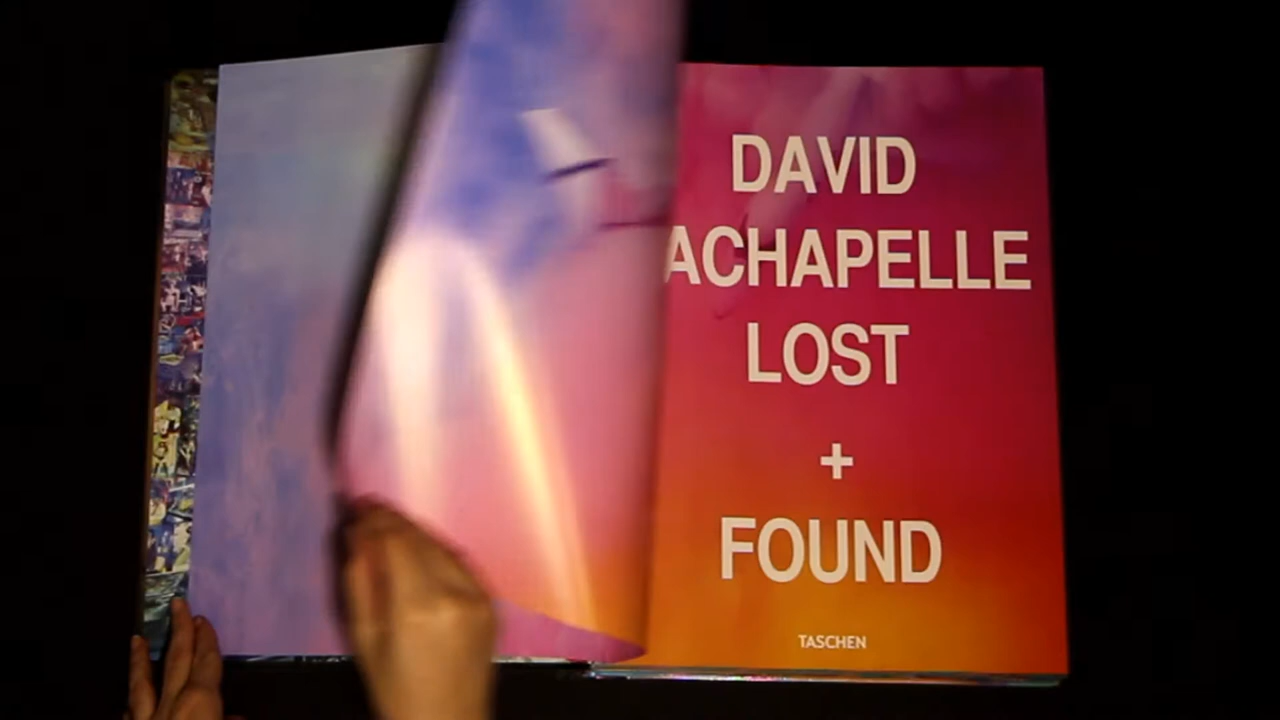 DAVID
ACHAPELLE
LOST
+
FOUND
TASCHEN